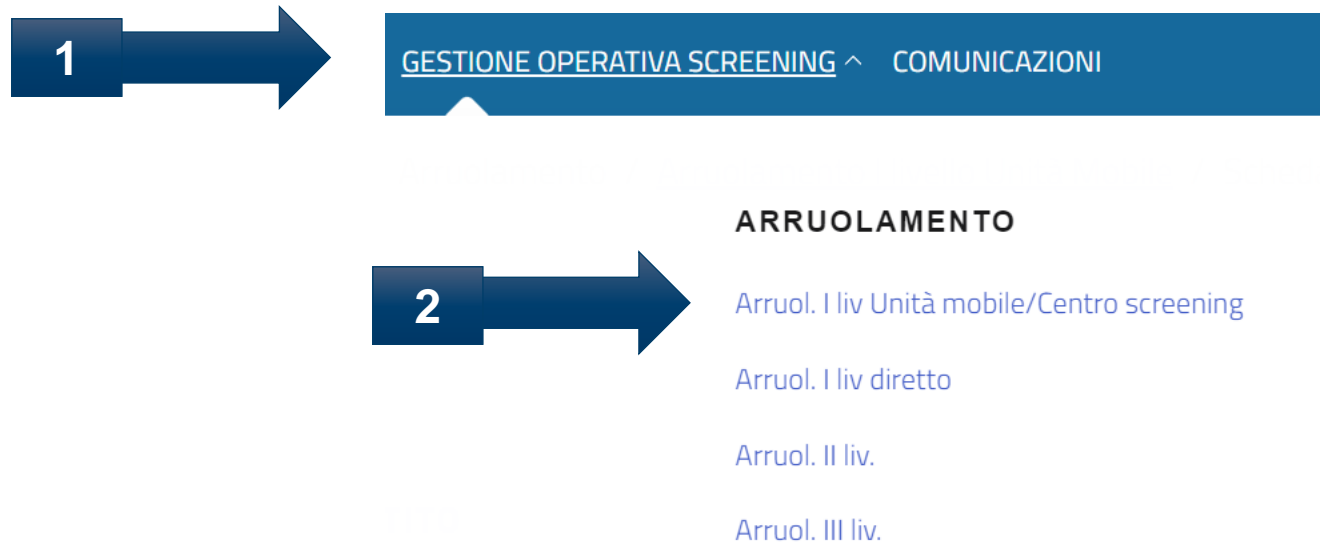 1
GESTIONE OPERATIVA SCREENING COMUNICAZIONI
ARRUOLAMENTO
2
Arruol. I liv Unità mobile/Centro screening
Arruol. I liv diretto
Arruol. II liv.
Arruol. III liv.